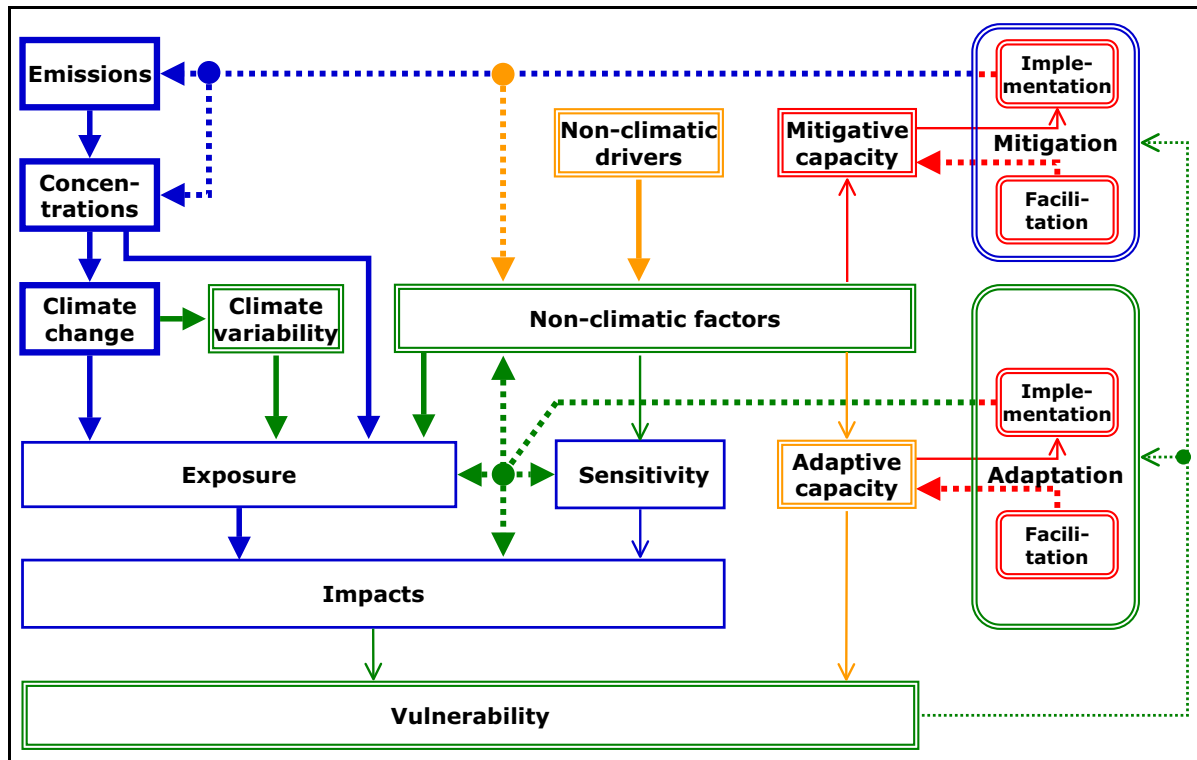 Emissions
Concen-
trations
Climate
change
Climate
variability
Non-climatic
drivers
Mitigative
capacity
Imple-
mentation
Mitigation
Facili-
tation
Non-climatic factors
Exposure
Sensitivity
Adaptive
capacity
Imple-
mentation
Adaptation
Facili-
tation
Impacts
Vulnerability